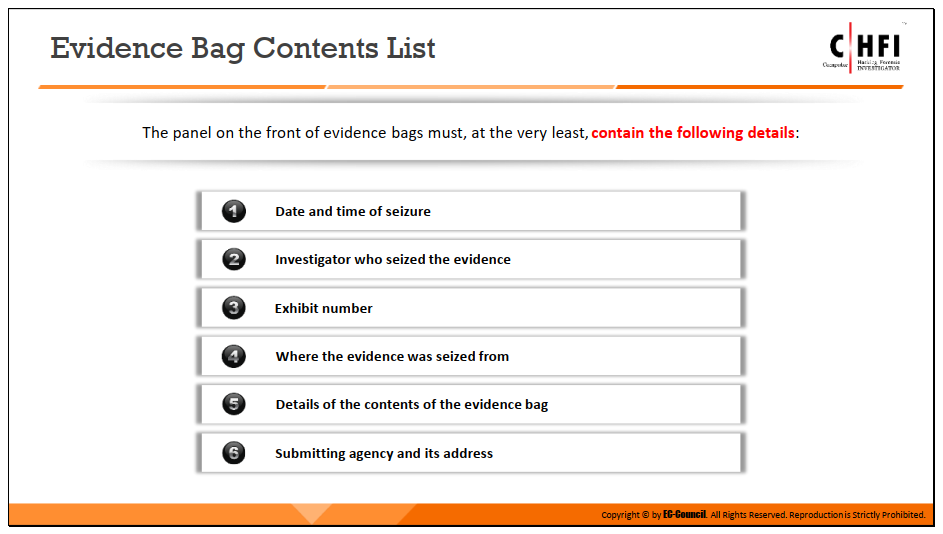 Evidence Bag Contents List
C HFI
Computer
Hacking Forensic
INVESTIGATOR
The panel on the front of evidence bags must, at the very least, contain the following details:
1 Date and time of seizure
2 Investigator who seized the evidence
3 Exhibit number
4 Where the evidence was seized from
5 Details of the contents of the evidence bag
6 Submitting agency and its address
Copyright © by EC-Council. All Rights Reserved. Reproduction is Strictly Prohibited.